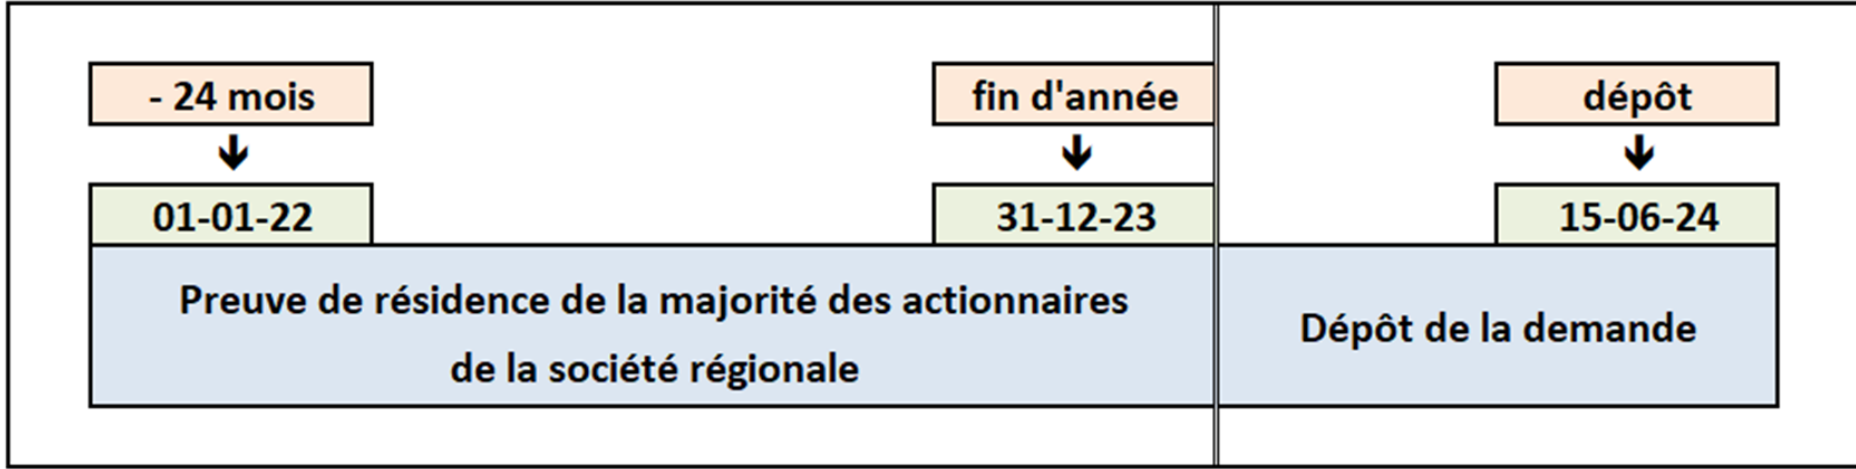 - 24 mois
fin d'année
dépôt
01-01-22
31-12-23
15-06-24
Preuve de résidence de la majorité des actionnaires
de la société régionale
Dépôt de la demande